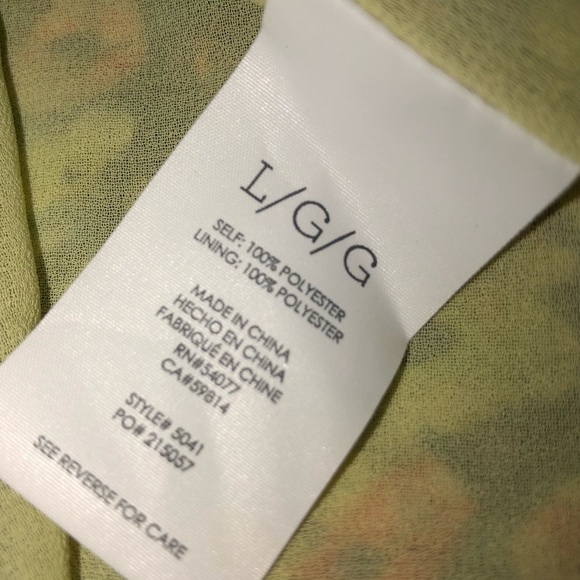 L/G/G
SELF: 100% POLYESTER
LINING: 100% POLYESTER
MADE IN CHINA
HECHO EN CHINA
FABRIQUÉ EN CHINE
RN#54077
CA#59814
STYLE# 5041
PO# 215057
SEE REVERSE FOR CARE